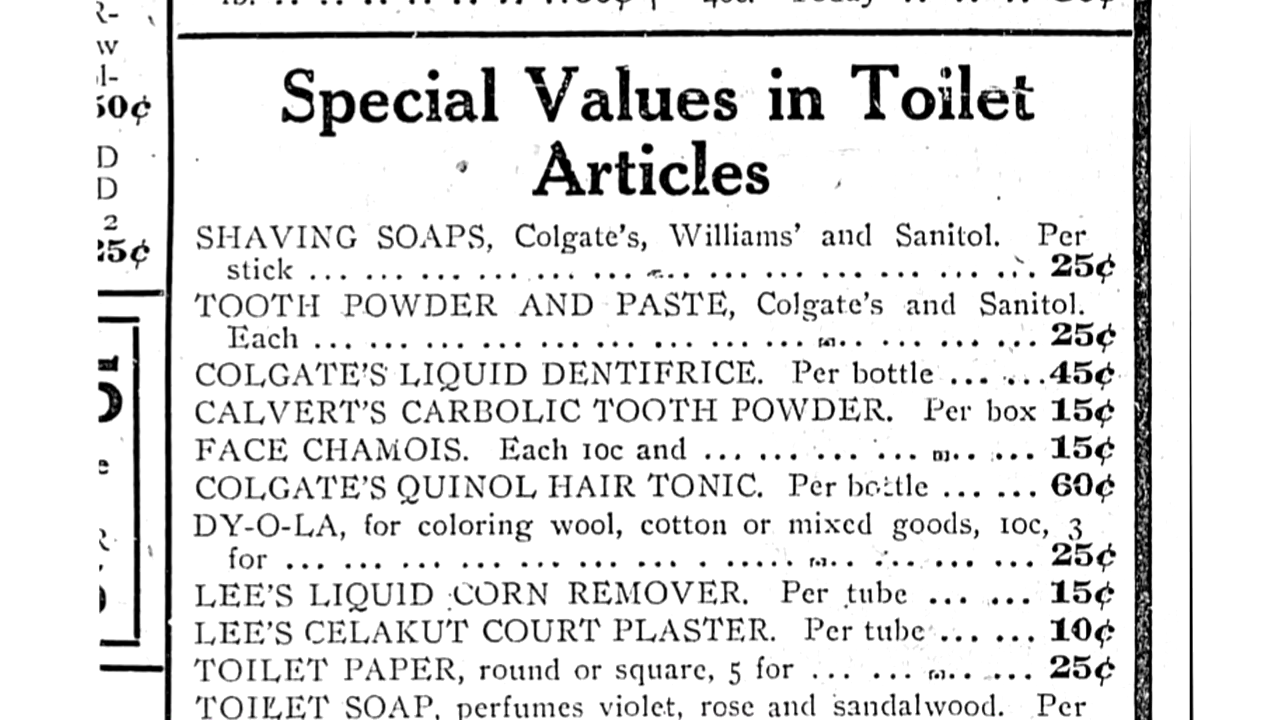 w
50¢
D
D
2
25¢
Special Values in Toilet
Articles
SHAVING SOAPS, Colgate's, Williams' and Sanitol. Per
stick ... ... ... ... ... ... ... ... ... ... ... ... ... 25¢
TOOTH POWDER AND PASTE, Colgate's and Sanitol.
Each ... ... ... ... ... ... ... ... ... ... ... ... ... 25¢
COLGATE'S LIQUID DENTIFRICE. Per bottle ... ...45¢
CALVERT'S CARBOLIC TOOTH POWDER. Per box 15¢
FACE CHAMOIS. Each 10c and ... ... ... ... ... ... 15¢
COLGATE'S QUINOL HAIR TONIC. Per bottle ... ... 60¢
DY-O-LA, for coloring wool, cotton or mixed goods, 10c, 3
for ... ... ... ... ... ... ... ... ... ... ... ... ... 25¢
LEE'S LIQUID CORN REMOVER. Per tube ... ... 15¢
LEE'S CELAKUT COURT PLASTER. Per tube ... ... 10¢
TOILET PAPER, round or square, 5 for ... ... ... ... 25¢
TOILET SOAP, perfumes violet, rose and sandalwood. Per